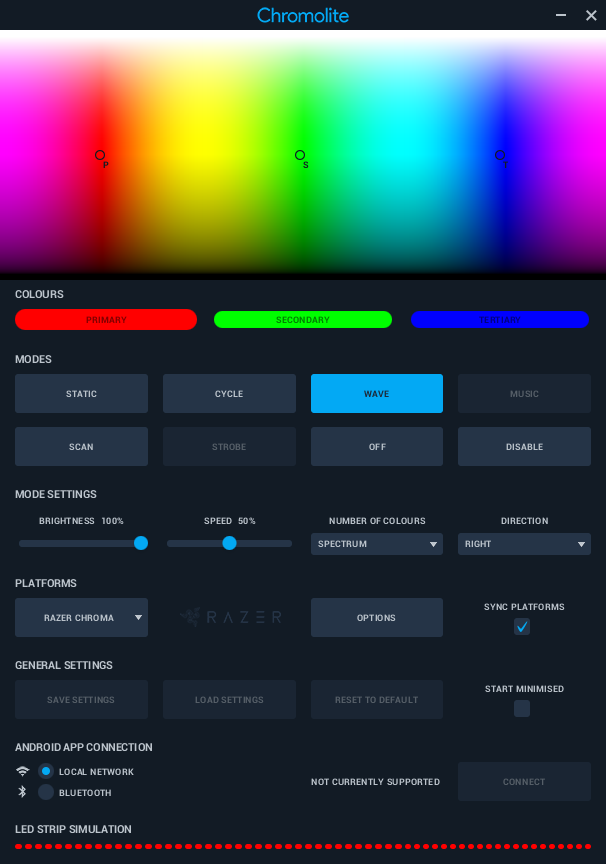 Chromolite
P
S
COLOURS
PRIMARY SECONDARY TERTIARY
MODES
STATIC CYCLE WAVE MUSIC
SCAN STROBE OFF DISABLE
MODE SETTINGS
BRIGHTNESS 100% SPEED 50% NUMBER OF COLOURS DIRECTION
SPECTRUM RIGHT
PLATFORMS
SYNC PLATFORMS
RAZER CHROMA RAZER OPTIONS
GENERAL SETTINGS
START MINIMISED
SAVE SETTINGS LOAD SETTINGS RESET TO DEFAULT
ANDROID APP CONNECTION
LOCAL NETWORK
NOT CURRENTLY SUPPORTED CONNECT
BLUETOOTH
LED STRIP SIMULATION